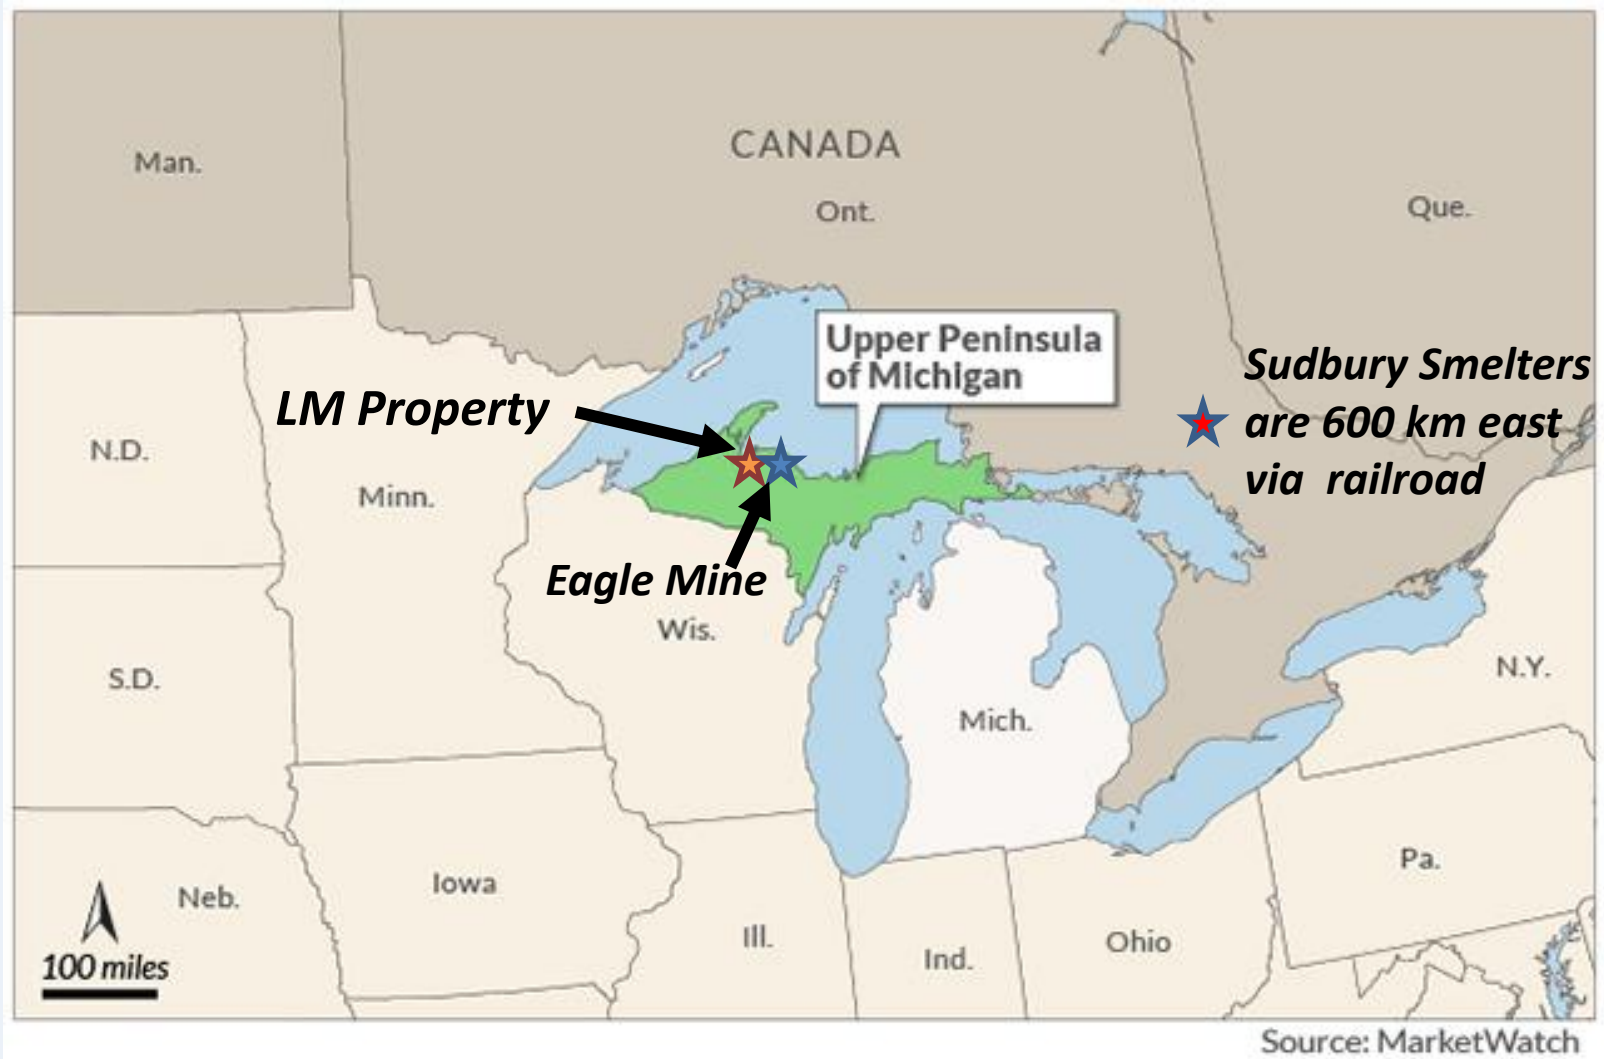 CANADA
Man.
Ont.
Que.
Upper Peninsula
of Michigan
Sudbury Smelters
are 600 km east
via railroad
LM Property
N.D.
Minn.
Eagle Mine
Wis.
S.D.
N.Y.
Mich.
Pa.
Iowa
Neb.
Ill.
Ohio
Ind.
100 miles
Source: MarketWatch